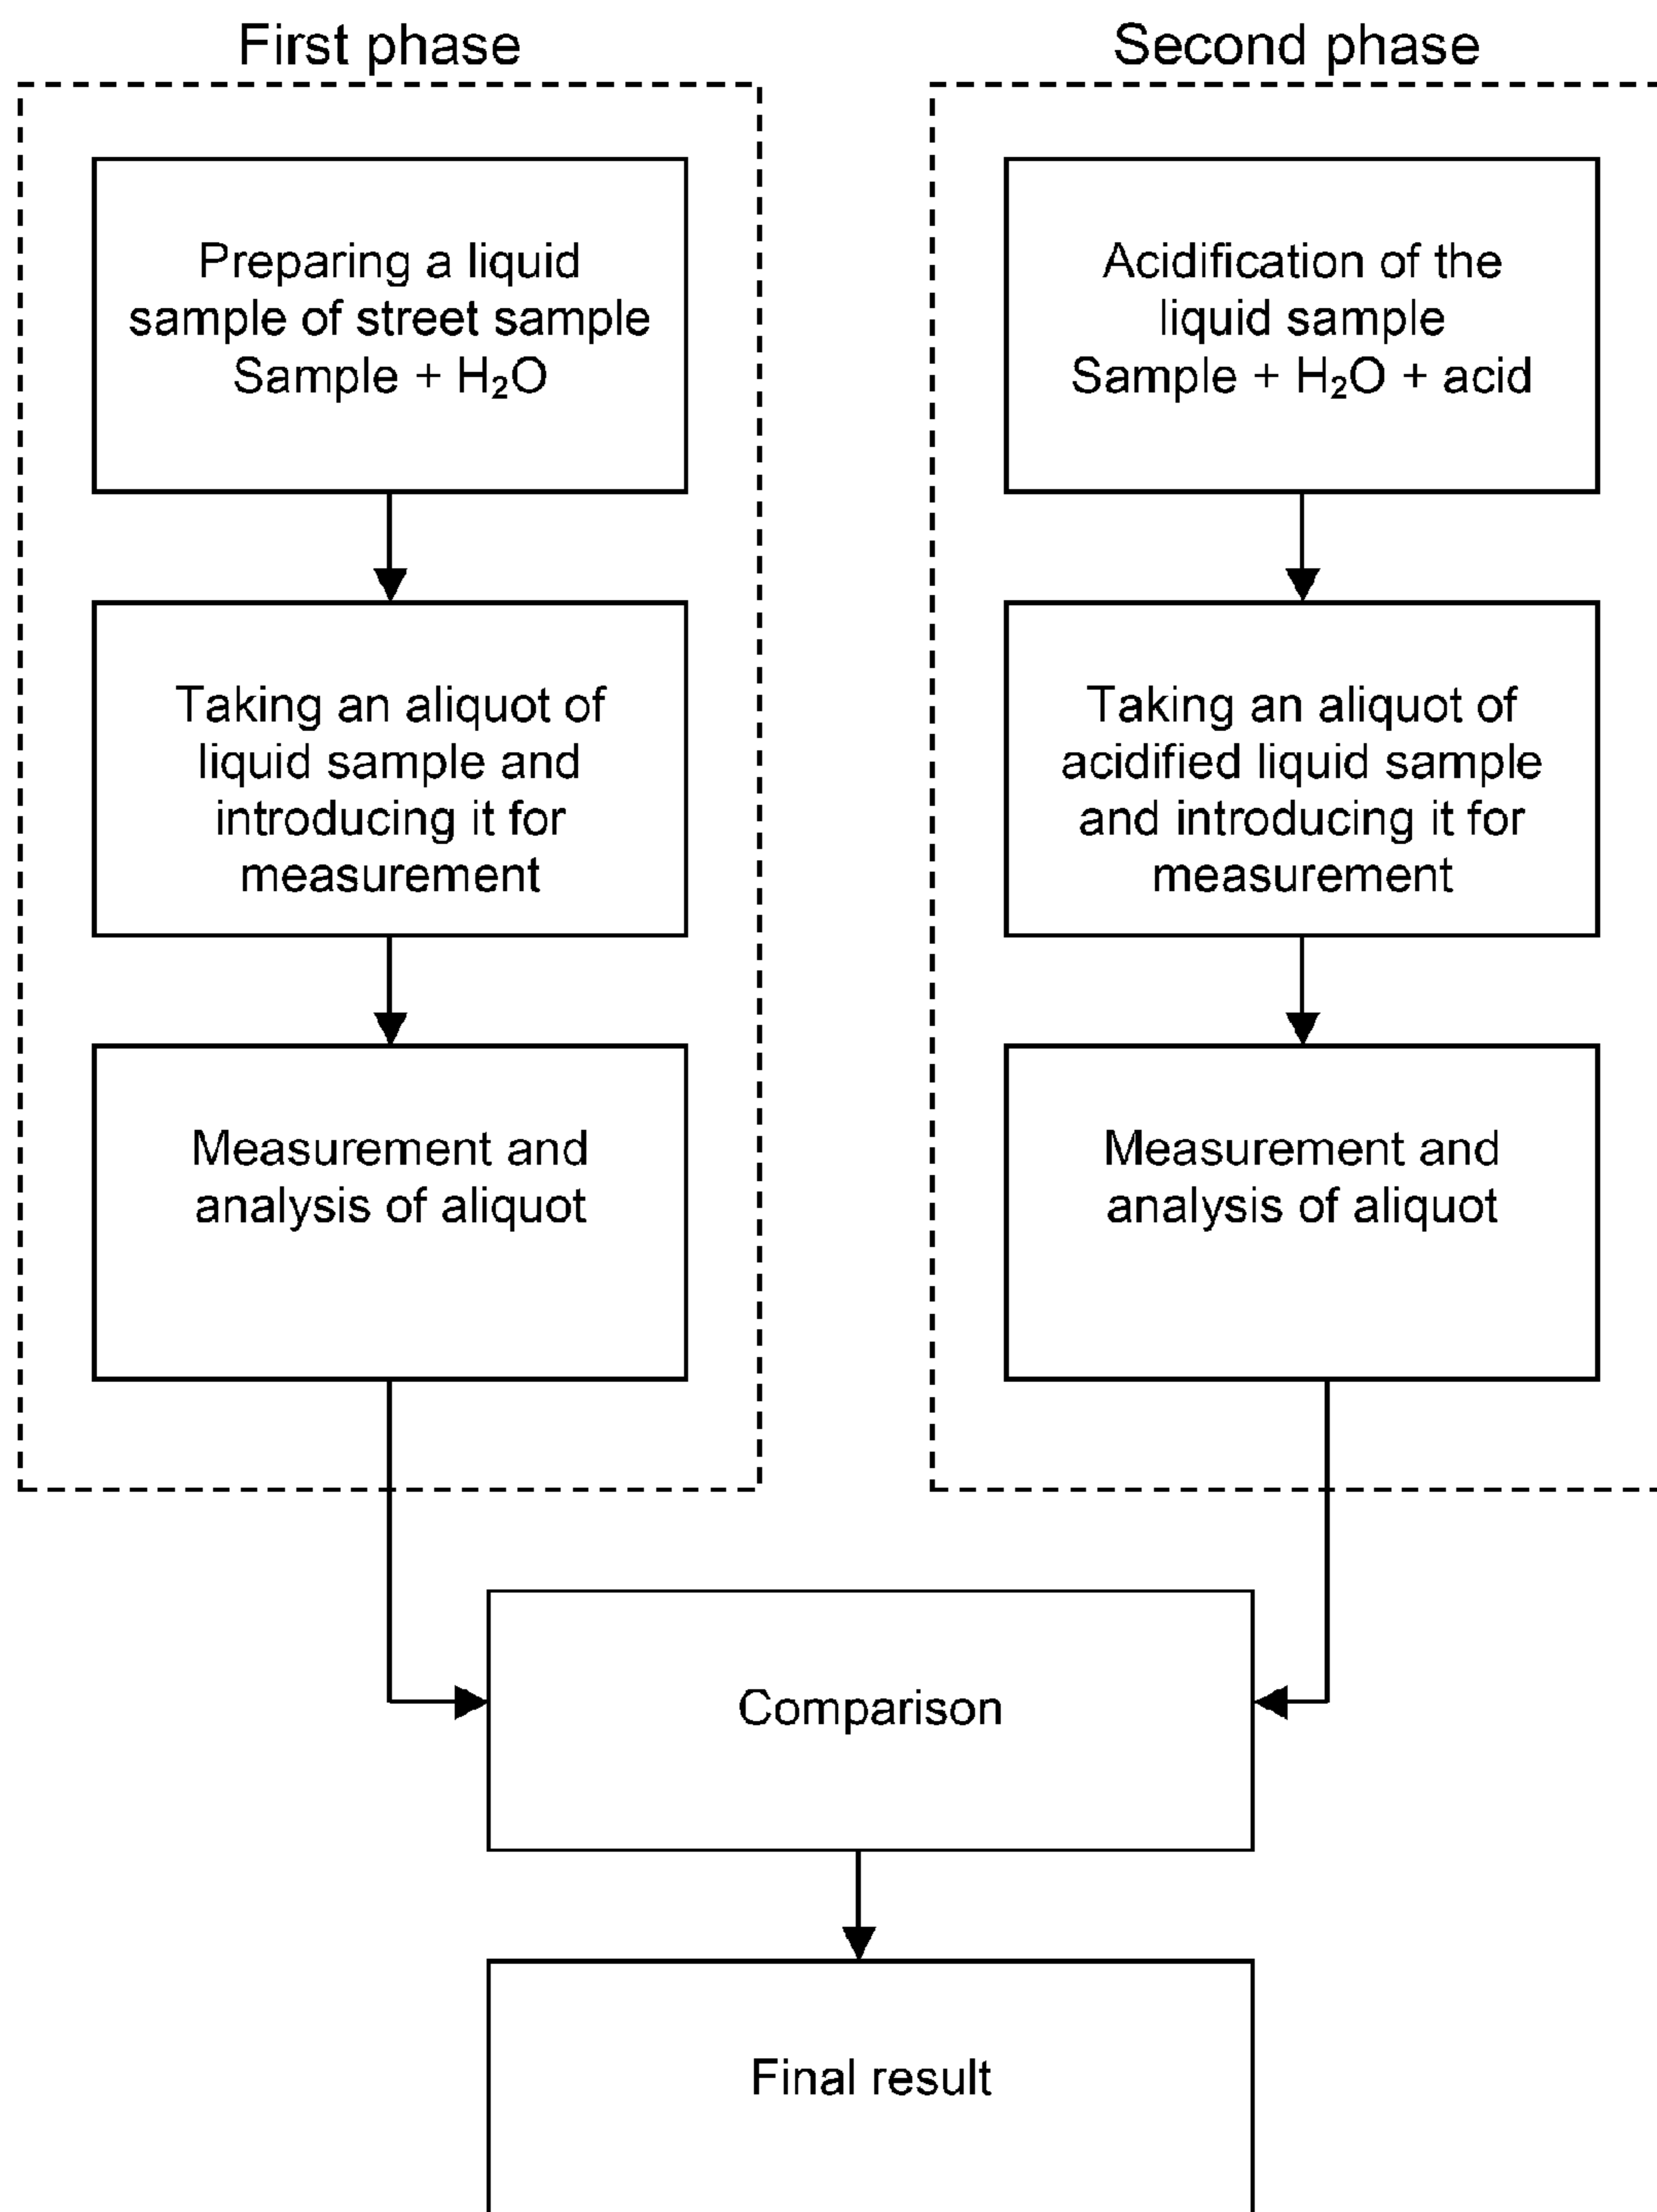 First phase
Preparing a liquid
sample of street sample
Sample + H₂O
Taking an aliquot of
liquid sample and
introducing it for
measurement
Measurement and
analysis of aliquot
Second phase
Acidification of the
liquid sample
Sample + H₂O + acid
Taking an aliquot of
acidified liquid sample
and introducing it for
measurement
Measurement and
analysis of aliquot
Comparison
Final result